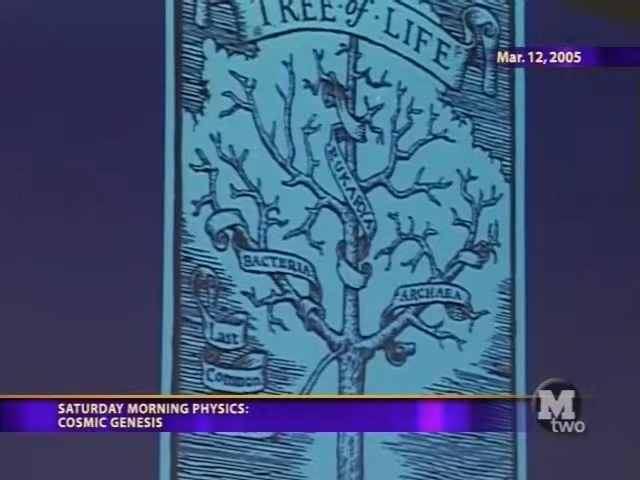 TREE·of·LIFE
Mar. 12, 2005
EUKARYA
BACTERIA
ARCHAEA
Last
Common
SATURDAY MORNING PHYSICS:
COSMIC GENESIS
M
two